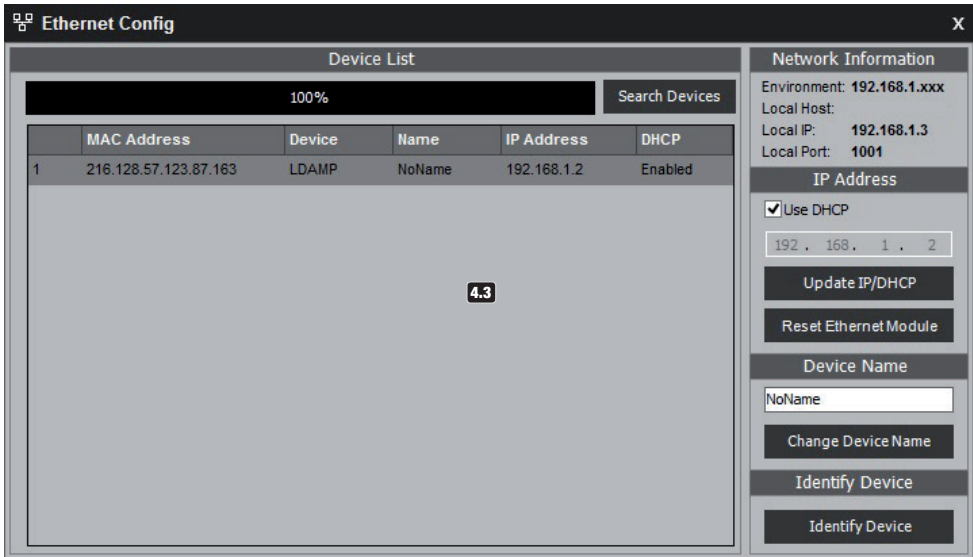 Ethernet Config X
Device List
100% Search Devices
MAC Address Device Name IP Address DHCP
1 216.128.57.123.87.163 LDAMP NoName 192.168.1.2 Enabled
4.3
Network Information
Environment: 192.168.1.xxx
Local Host:
Local IP: 192.168.1.3
Local Port: 1001
IP Address
Use DHCP
192 . 168 . 1 . 2
Update IP/DHCP
Reset Ethernet Module
Device Name
NoName
Change Device Name
Identify Device
Identify Device